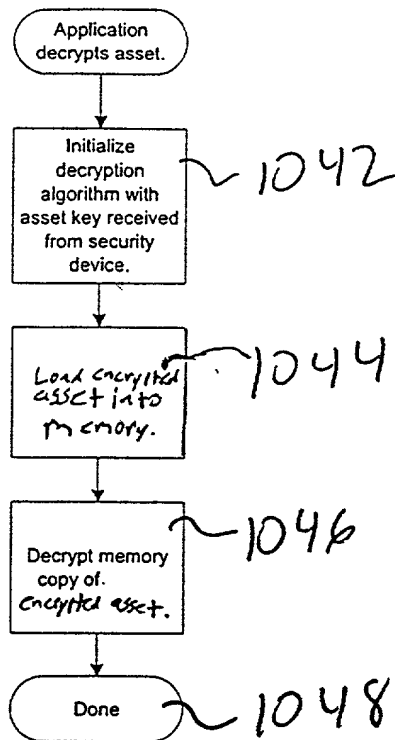 Application
decrypts asset.
Initialize
decryption
algorithm with
asset key received
from security
device.
1042
Load encrypted
asset into
memory.
1044
Decrypt memory
copy of.
encrypted asset.
1046
Done
1048